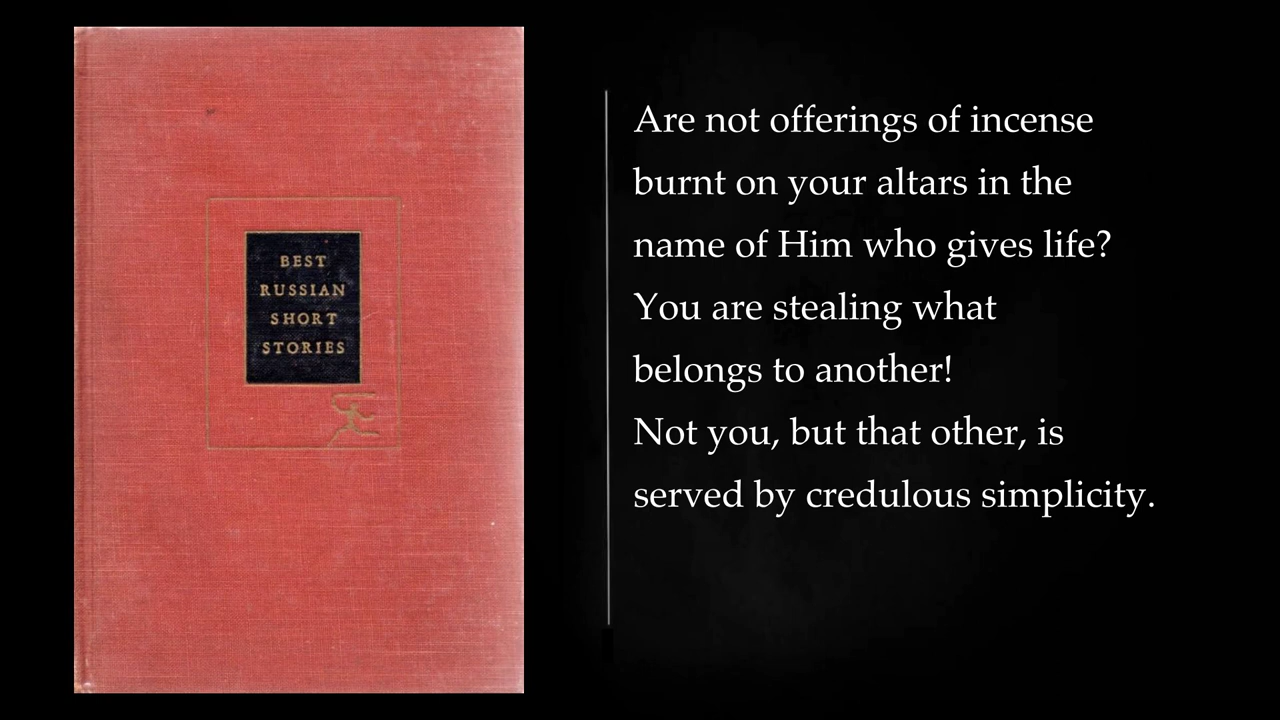 BEST
RUSSIAN
SHORT
STORIES
Are not offerings of incense
burnt on your altars in the
name of Him who gives life?
You are stealing what
belongs to another!
Not you, but that other, is
served by credulous simplicity.